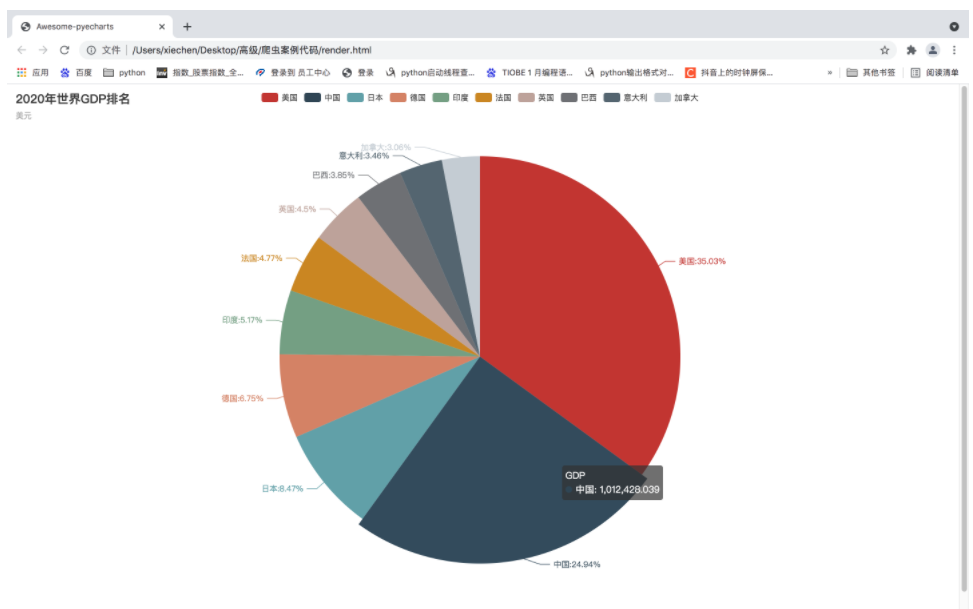 Awesome-pyecharts
文件 | /Users/xiechen/Desktop/高级/爬虫案例代码/render.html
应用 百度 python 指数_股票指数_全... 登录到 员工中心 登录 python启动线程查... TIOBE 1 月编程语... python输出格式对... 抖音上的时钟屏保... » 其他书签 阅读清单
2020年世界GDP排名
美元
美国 中国 日本 德国 印度 法国 英国 巴西 意大利 加拿大
加拿大:3.06%
意大利:3.46%
巴西:3.85%
英国:4.5%
法国:4.77%
美国:35.03%
印度:5.17%
德国:6.75%
GDP
中国: 1,012,428.039
日本:8.47%
中国:24.94%